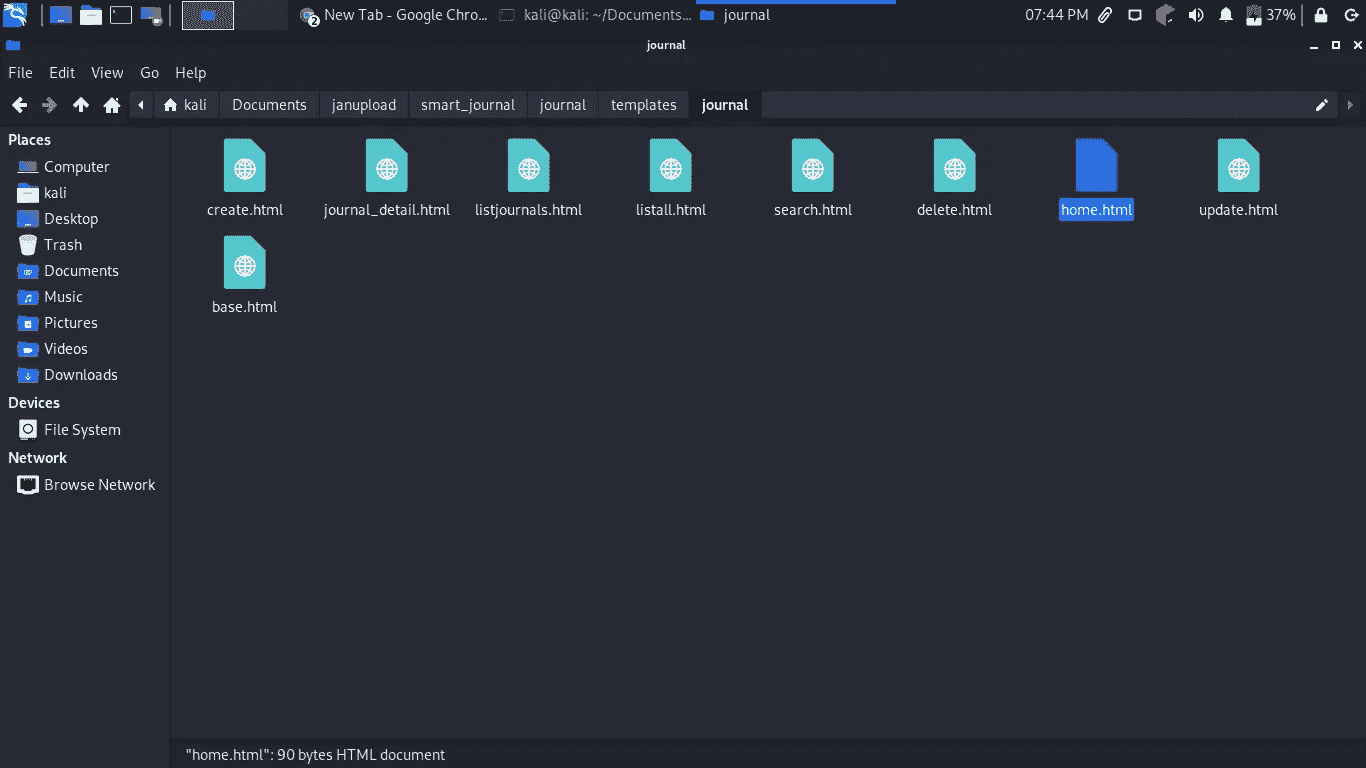 New Tab - Google Chro... kali@kali: ~/Documents... journal 07:44 PM 37%
journal
File Edit View Go Help
kali Documents janupload smart_journal journal templates journal
Places
Computer
kali
Desktop
Trash
Documents
Music
Pictures
Videos
Downloads
Devices
File System
Network
Browse Network
create.html journal_detail.html listjournals.html listall.html search.html delete.html home.html update.html
base.html
"home.html": 90 bytes HTML document